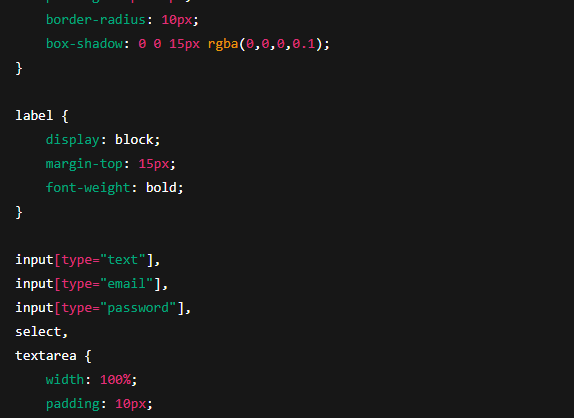 border-radius: 10px;
box-shadow: 0 0 15px rgba(0,0,0,0.1);
}
label {
display: block;
margin-top: 15px;
font-weight: bold;
}
input[type="text"],
input[type="email"],
input[type="password"],
select,
textarea {
width: 100%;
padding: 10px;